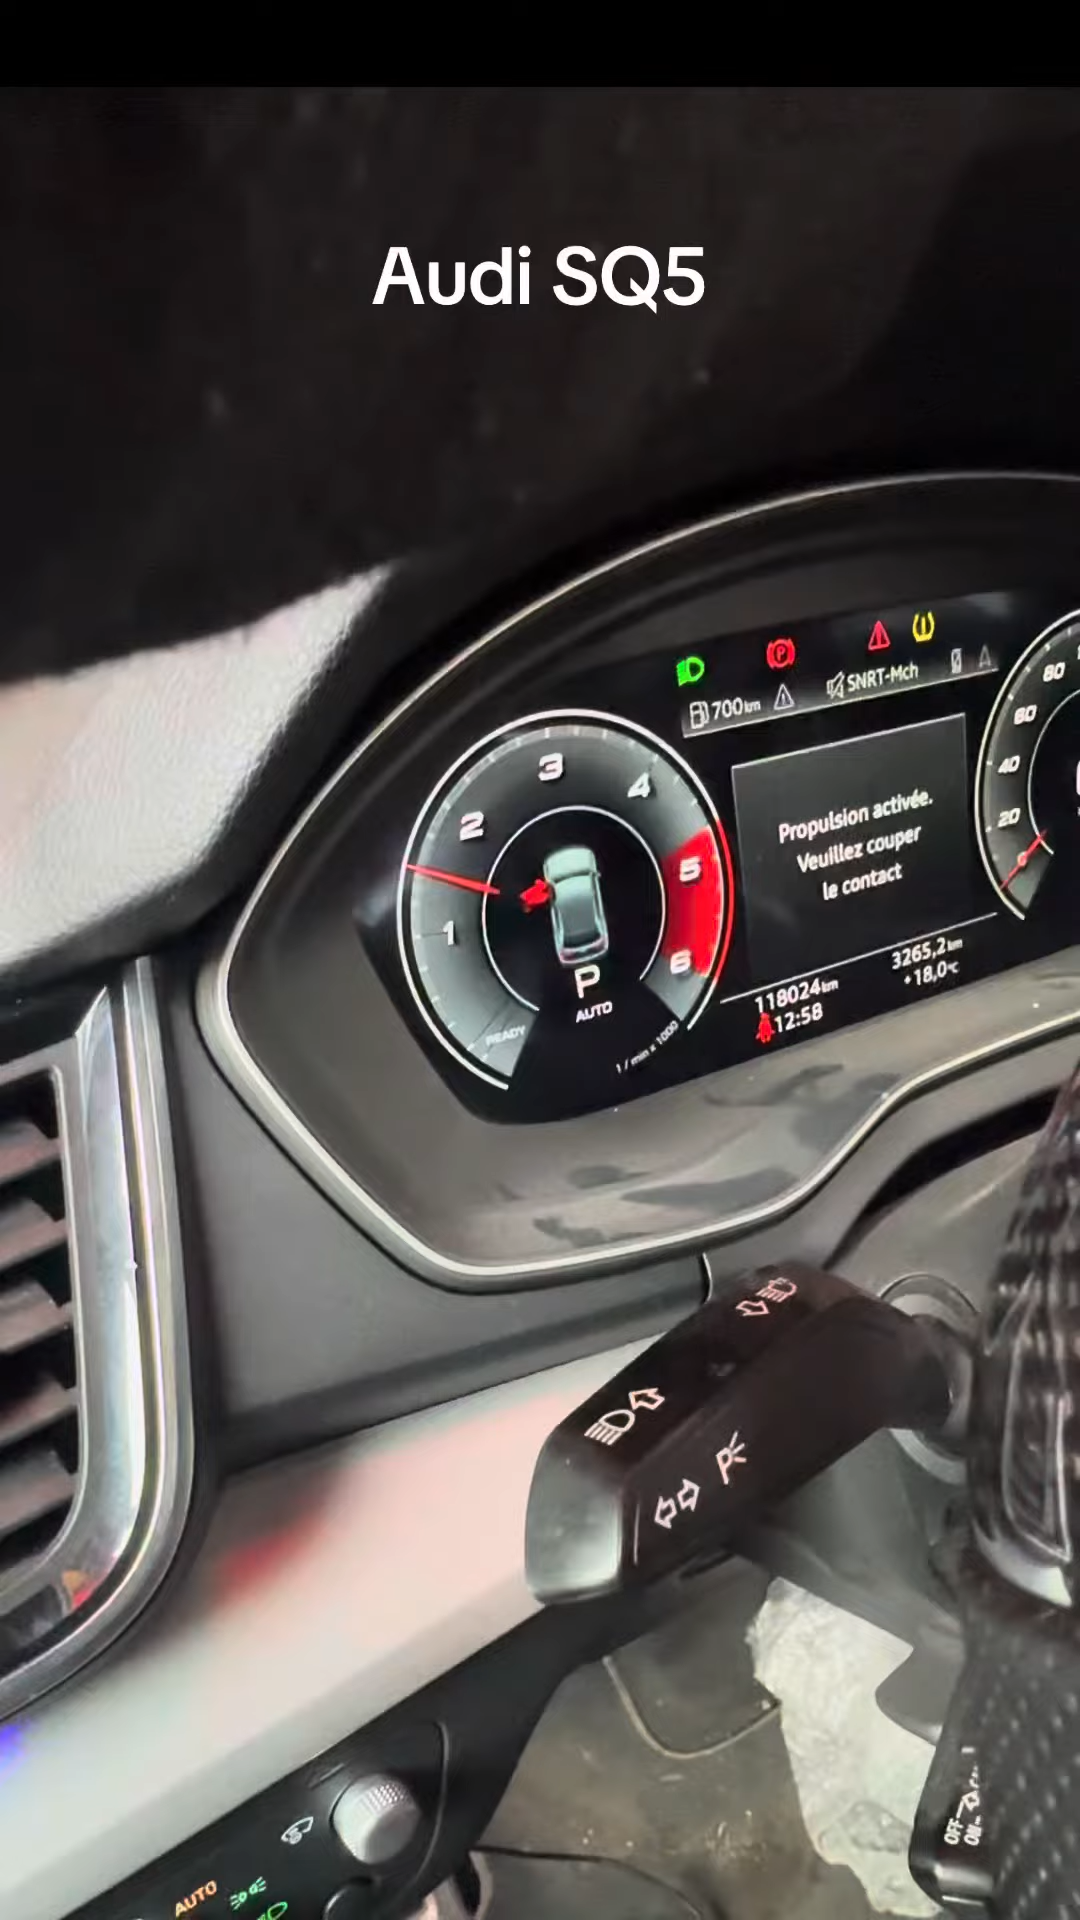 Audi SQ5
700km
SNRT-Mch
80
60
40
20
1
2
3
4
5
6
Propulsion activée.
Veuillez couper
le contact
P
AUTO
READY
1 / min x 1000
118024km
3265,2km
12:58
+18,0°C
P
AUTO
OFF
ON